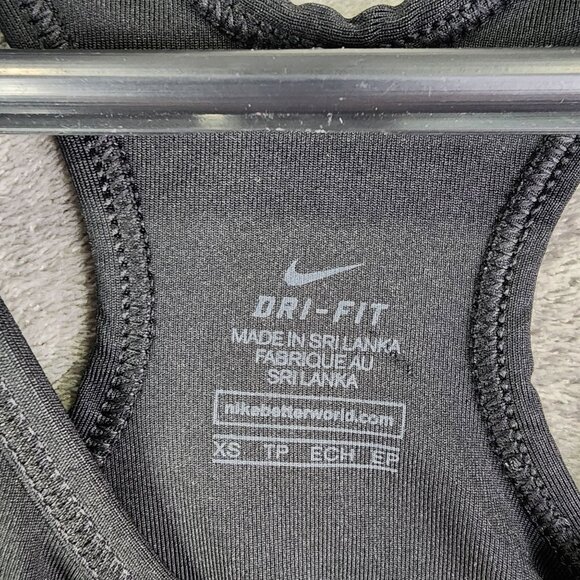 DRI-FIT
MADE IN SRI LANKA
FABRIQUE AU
SRI LANKA
nikebetterworld.com
XS TP ECH EP